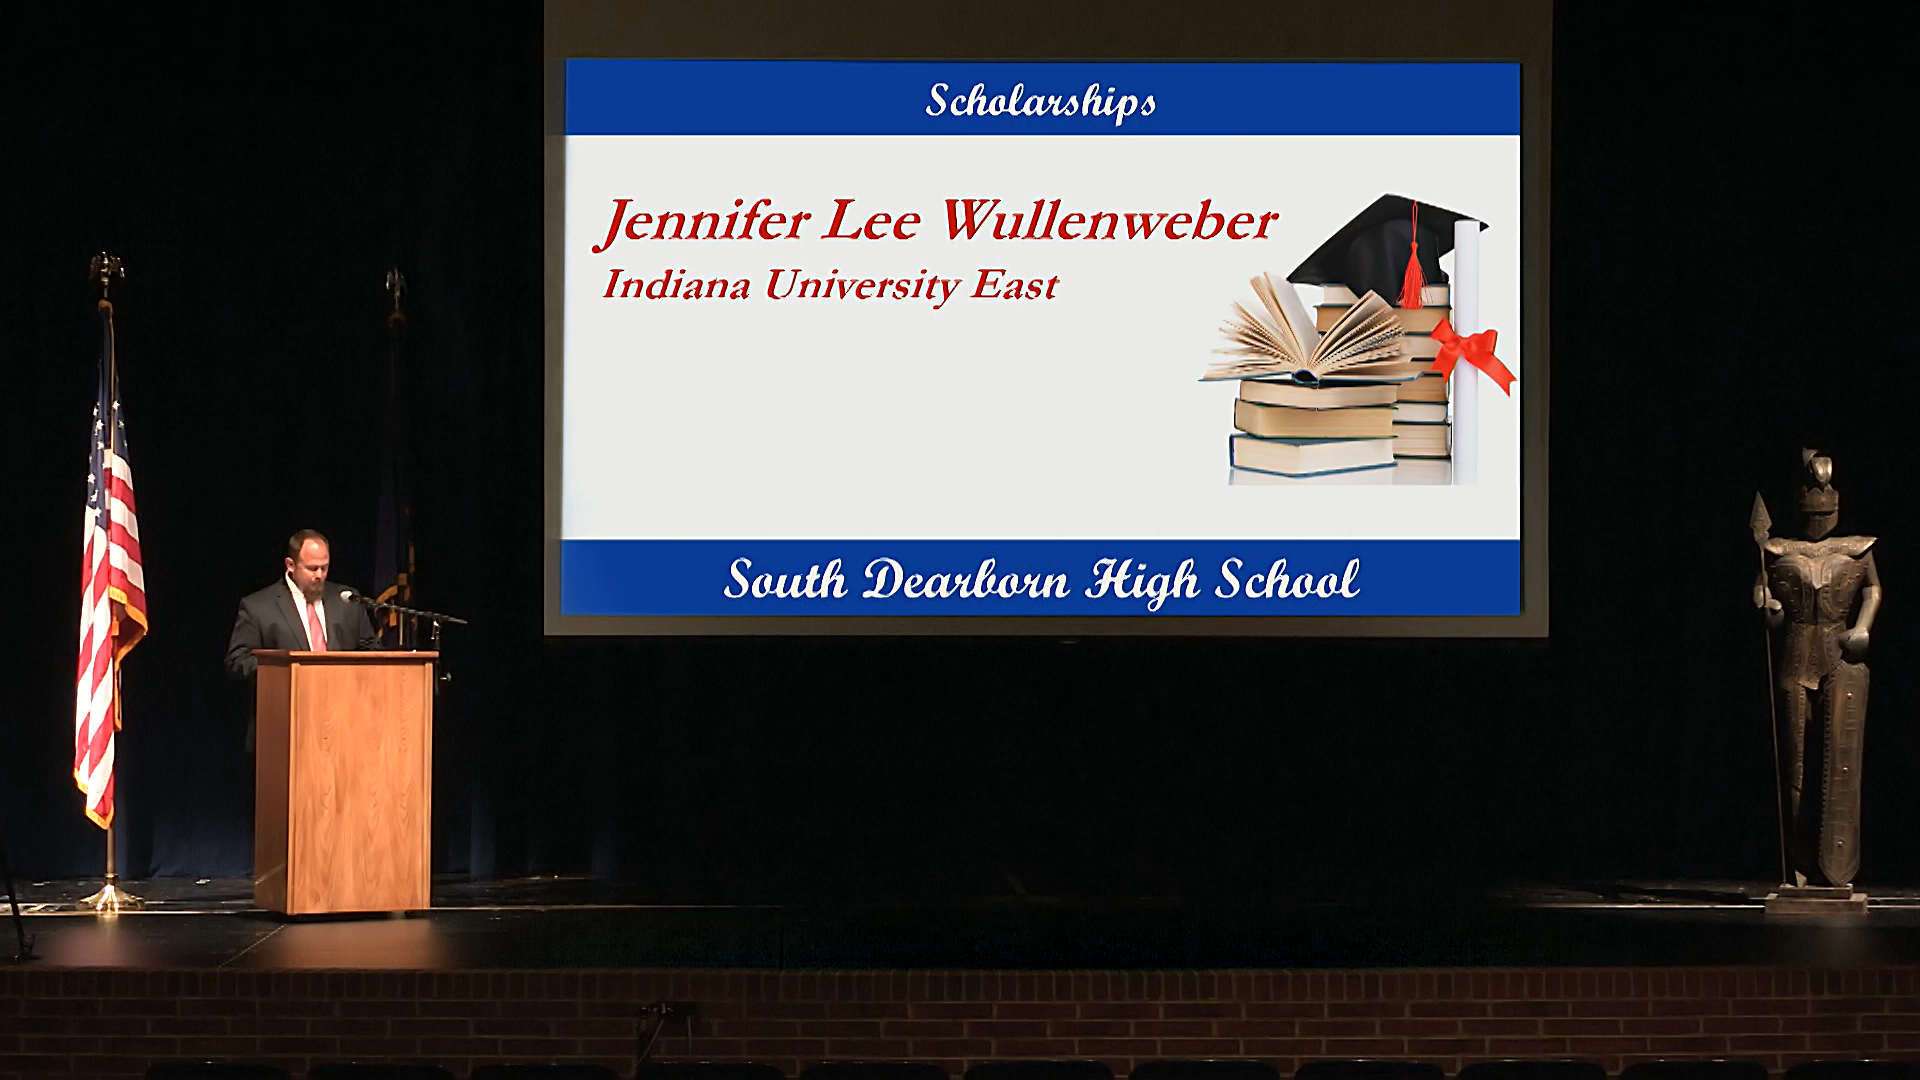 Scholarships
Jennifer Lee Wullenweber
Indiana University East
South Dearborn High School